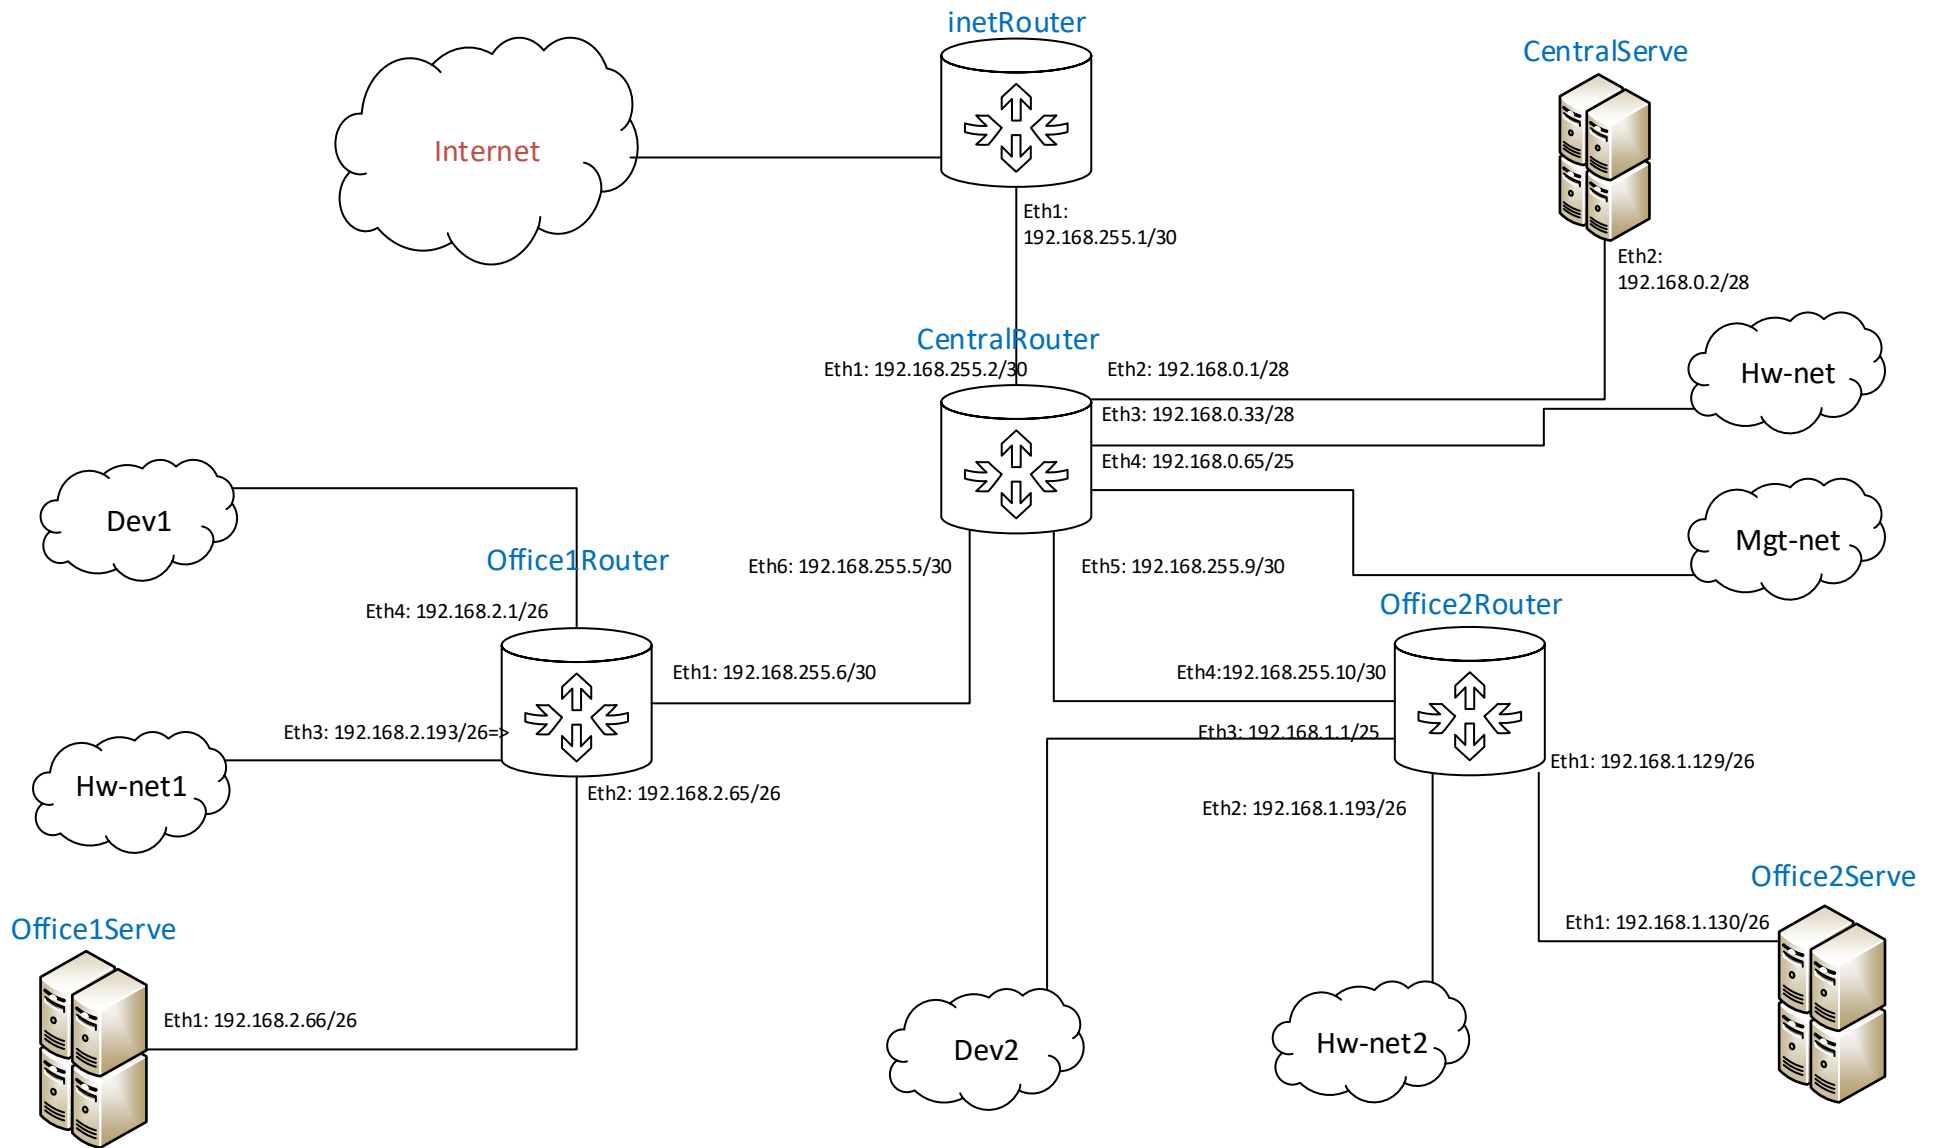 inetRouter
CentralServe
Internet
Eth1:
192.168.255.1/30
Eth2:
192.168.0.2/28
CentralRouter
Eth1: 192.168.255.2/30
Eth2: 192.168.0.1/28
Hw-net
Eth3: 192.168.0.33/28
Eth4: 192.168.0.65/25
Dev1
Mgt-net
Office1Router
Eth6: 192.168.255.5/30
Eth5: 192.168.255.9/30
Office2Router
Eth4: 192.168.2.1/26
Eth1: 192.168.255.6/30
Eth4:192.168.255.10/30
Eth3: 192.168.2.193/26=>
Eth3: 192.168.1.1/25
Eth1: 192.168.1.129/26
Hw-net1
Eth2: 192.168.2.65/26
Eth2: 192.168.1.193/26
Office2Serve
Office1Serve
Eth1: 192.168.1.130/26
Eth1: 192.168.2.66/26
Dev2
Hw-net2